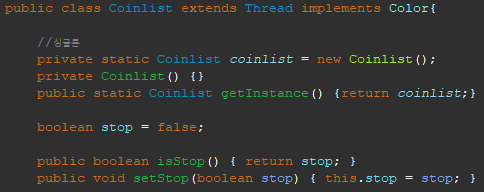 public class Coinlist extends Thread implements Color{
//싱글톤
private static Coinlist coinlist = new Coinlist();
private Coinlist() {}
public static Coinlist getInstance() {return coinlist;}
boolean stop = false;
public boolean isStop() { return stop; }
public void setStop(boolean stop) { this.stop = stop; }